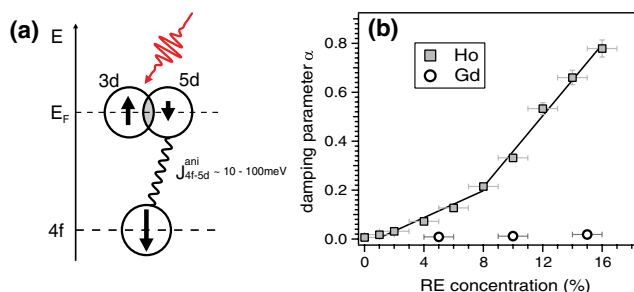 (a)
E
3d
5d
E_F
J^ani_4f-5d ~ 10 - 100meV
4f
(b)
damping parameter α
0.8
0.6
0.4
0.2
0.0
Ho
Gd
0
4
8
12
16
RE concentration (%)